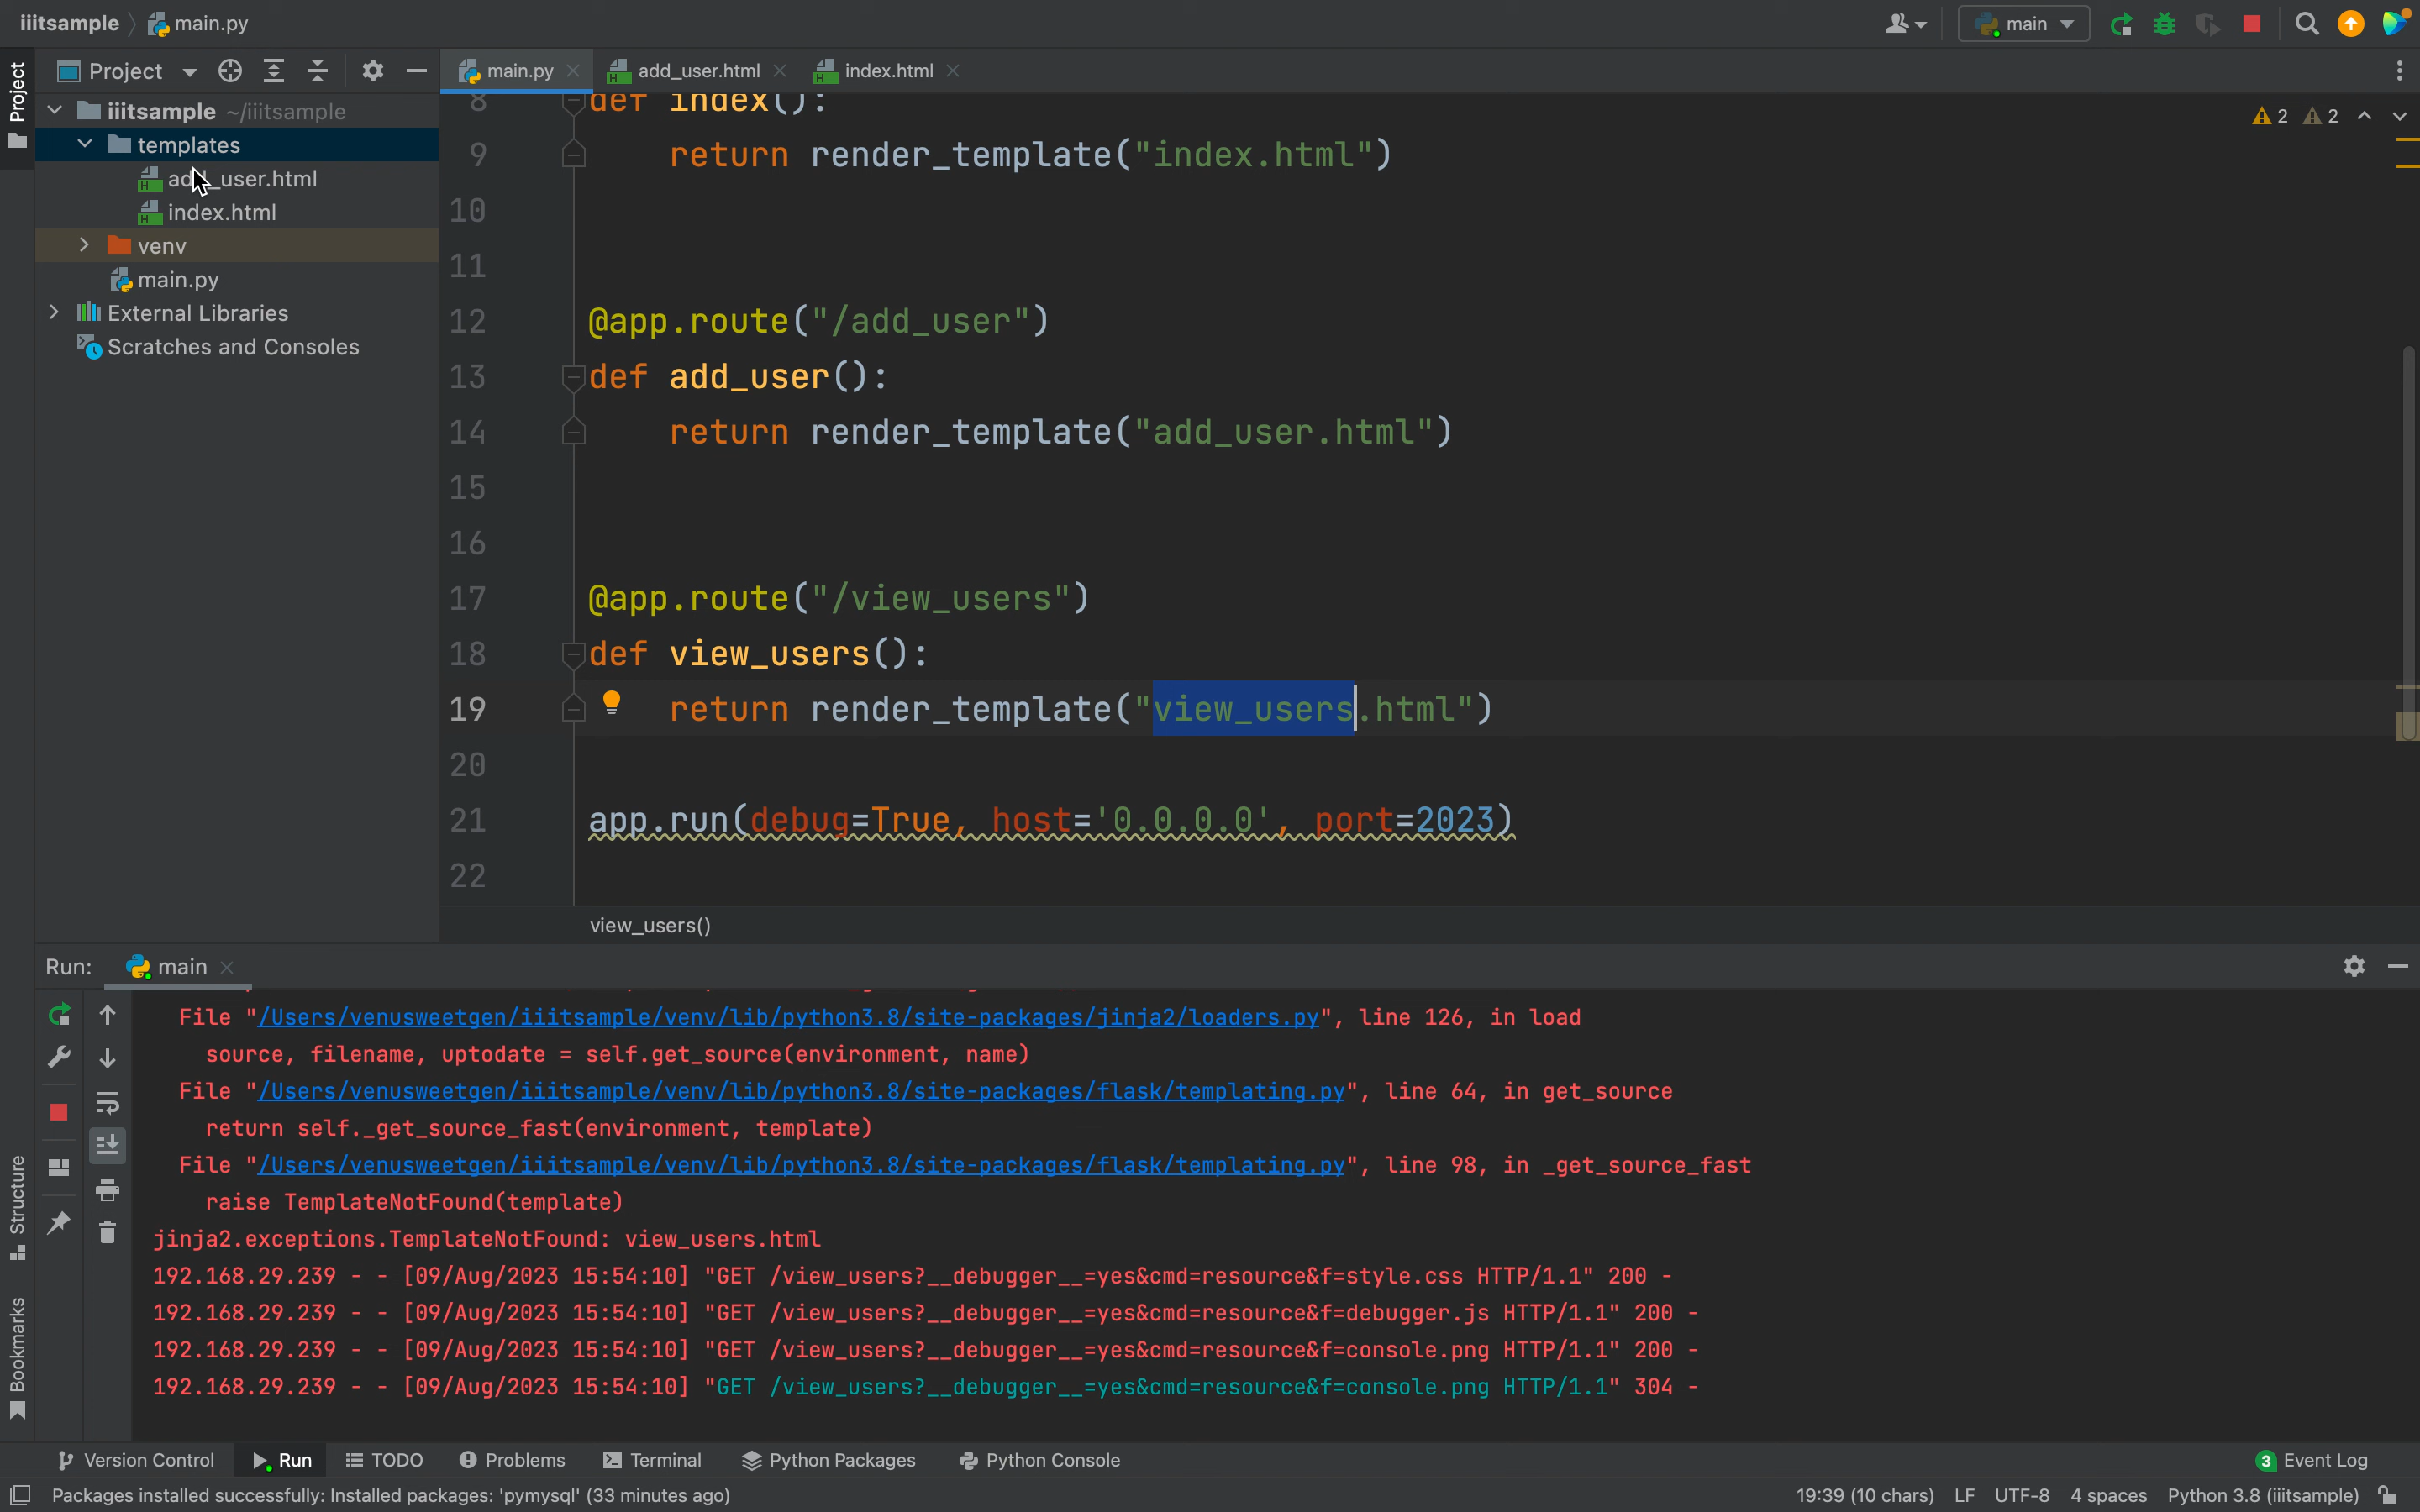 iiitsample
main.py
main
Project
Project
main.py
add_user.html
index.html
iiitsample ~/iiitsample
templates
add_user.html
index.html
venv
main.py
External Libraries
Scratches and Consoles
2 2
8 def index():
9 return render_template("index.html")
10
11
12 @app.route("/add_user")
13 def add_user():
14 return render_template("add_user.html")
15
16
17 @app.route("/view_users")
18 def view_users():
19 return render_template("view_users.html")
20
21 app.run(debug=True, host='0.0.0.0', port=2023)
22
view_users()
Run: main
File "/Users/venusweetgen/iiitsample/venv/lib/python3.8/site-packages/jinja2/loaders.py", line 126, in load
source, filename, uptodate = self.get_source(environment, name)
File "/Users/venusweetgen/iiitsample/venv/lib/python3.8/site-packages/flask/templating.py", line 64, in get_source
return self._get_source_fast(environment, template)
File "/Users/venusweetgen/iiitsample/venv/lib/python3.8/site-packages/flask/templating.py", line 98, in _get_source_fast
raise TemplateNotFound(template)
jinja2.exceptions.TemplateNotFound: view_users.html
192.168.29.239 - - [09/Aug/2023 15:54:10] "GET /view_users?__debugger__=yes&cmd=resource&f=style.css HTTP/1.1" 200 -
192.168.29.239 - - [09/Aug/2023 15:54:10] "GET /view_users?__debugger__=yes&cmd=resource&f=debugger.js HTTP/1.1" 200 -
192.168.29.239 - - [09/Aug/2023 15:54:10] "GET /view_users?__debugger__=yes&cmd=resource&f=console.png HTTP/1.1" 200 -
192.168.29.239 - - [09/Aug/2023 15:54:10] "GET /view_users?__debugger__=yes&cmd=resource&f=console.png HTTP/1.1" 304 -
Structure
Bookmarks
Version Control
Run
TODO
Problems
Terminal
Python Packages
Python Console
3 Event Log
Packages installed successfully: Installed packages: 'pymysql' (33 minutes ago)
19:39 (10 chars) LF UTF-8 4 spaces Python 3.8 (iiitsample)